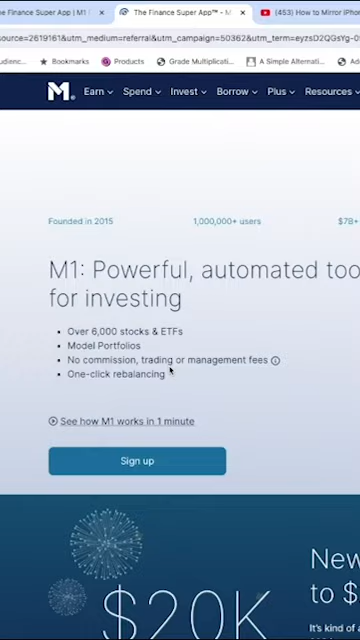 he Finance Super App | M1
The Finance Super App™ - M
(453) How to Mirror iPhon
source=2619161&utm_medium=referral&utm_campaign=50362&utm_term=eyzsD2QGsYg-0
udienc...
Bookmarks
Products
Grade Multiplicati...
A Simple Alternati...
M
Earn
Spend
Invest
Borrow
Plus
Resources
Founded in 2015
1,000,000+ users
$7B+
M1: Powerful, automated too
for investing
• Over 6,000 stocks & ETFs
• Model Portfolios
• No commission, trading or management fees
• One-click rebalancing
See how M1 works in 1 minute
Sign up
$20K
New
to $
It's kind of a